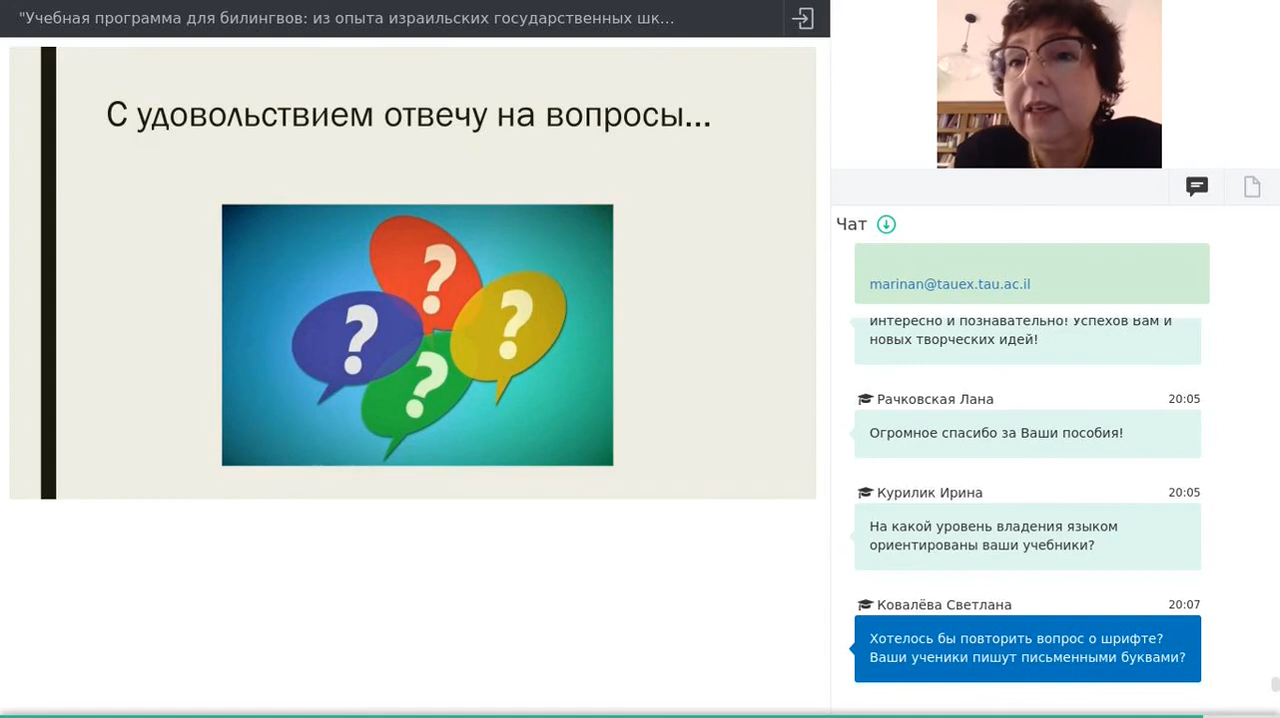 "Учебная программа для билингвов: из опыта израильских государственных шк...
С удовольствием отвечу на вопросы...
? ? ? ?
Чат
marinan@tauex.tau.ac.il
интересно и познавательно! Успехов Вам и
новых творческих идей!
Рачковская Лана 20:05
Огромное спасибо за Ваши пособия!
Курилик Ирина 20:05
На какой уровень владения языком
ориентированы ваши учебники?
Ковалёва Светлана 20:07
Хотелось бы повторить вопрос о шрифте?
Ваши ученики пишут письменными буквами?